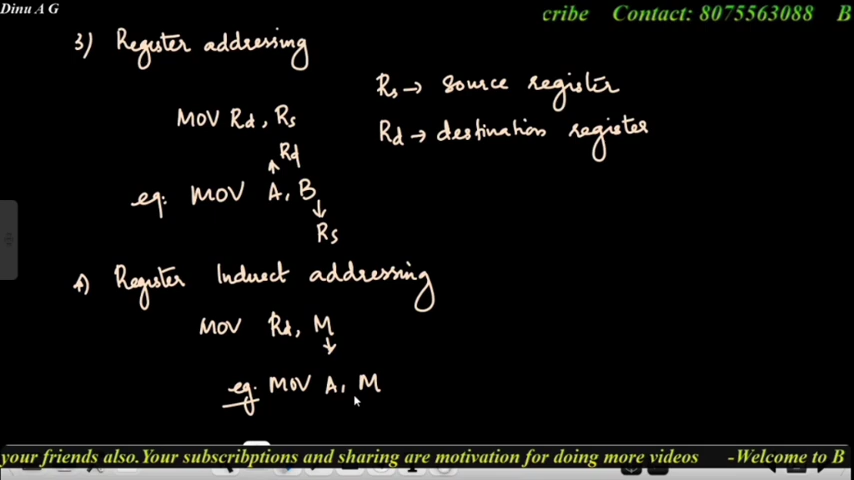 Dinu A G
cribe Contact: 8075563088 B
3) Register addressing
Rs → source register
MOV Rd, Rs
Rd → destination register
Rd
eg: MOV A, B
Rs
4) Register Indirect addressing
MOV Rd, M
eg: MOV A, M
your friends also.Your subscribptions and sharing are motivation for doing more videos -Welcome to B